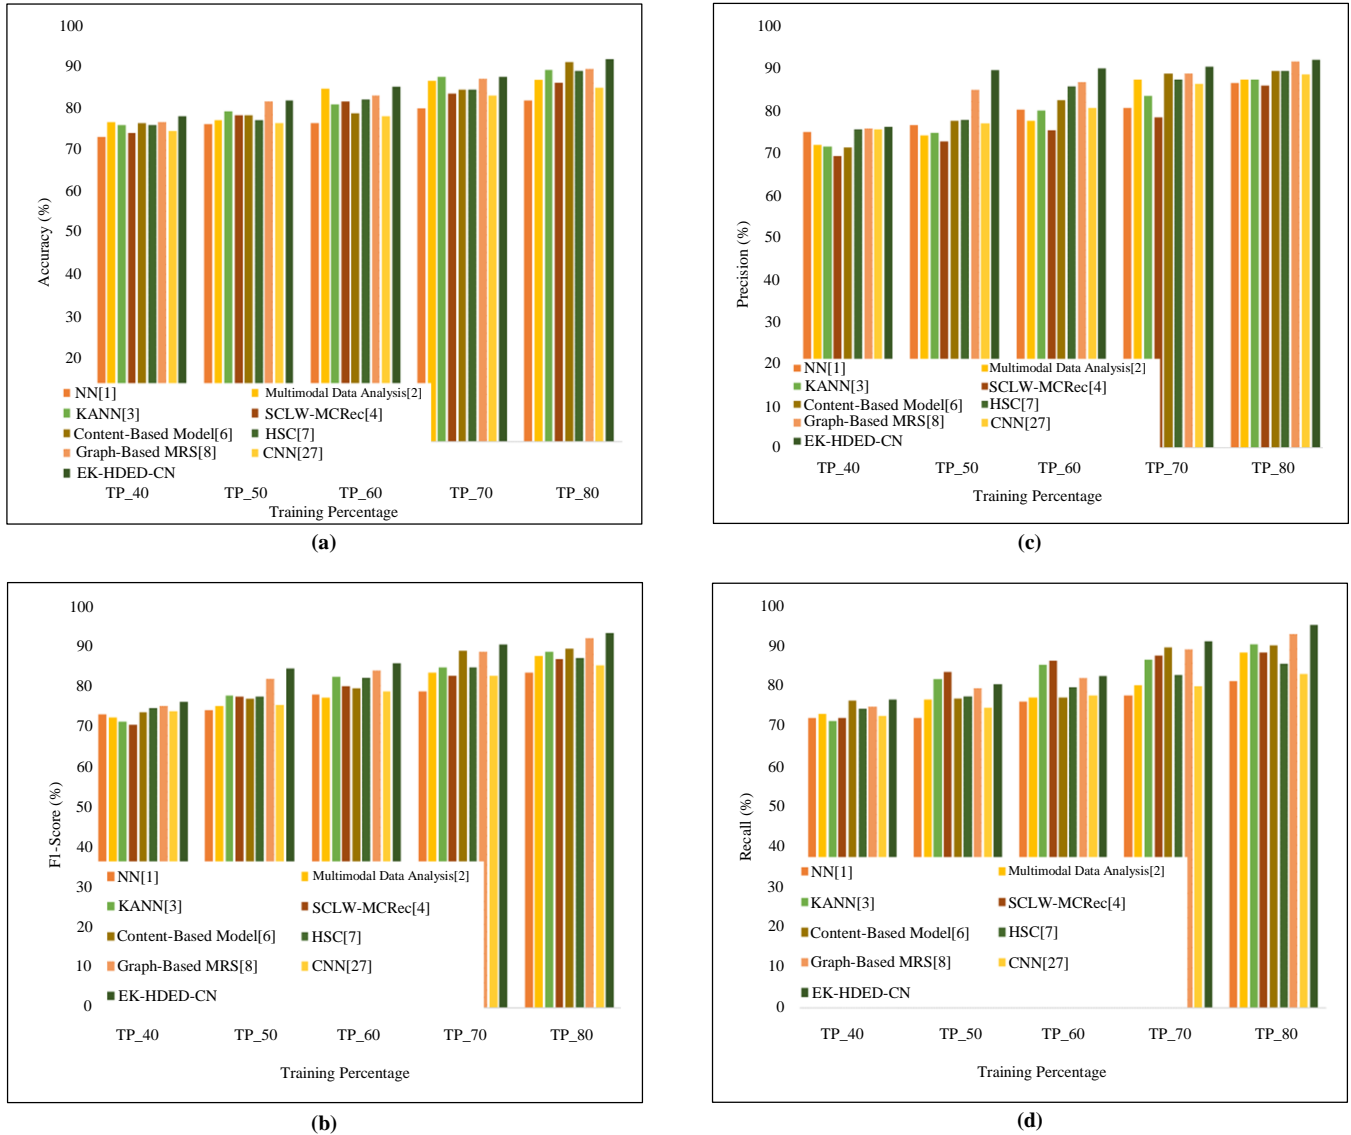 100
90
80
70
60
50
40
30
20
Accuracy (%)
NN[1]
Multimodal Data Analysis[2]
KANN[3]
SCLW-MCRec[4]
Content-Based Model[6]
HSC[7]
Graph-Based MRS[8]
CNN[27]
EK-HDED-CN
TP_40 TP_50 TP_60 TP_70 TP_80
Training Percentage
(a)
100
90
80
70
60
50
40
30
20
10
0
Precision (%)
NN[1]
Multimodal Data Analysis[2]
KANN[3]
SCLW-MCRec[4]
Content-Based Model[6]
HSC[7]
Graph-Based MRS[8]
CNN[27]
EK-HDED-CN
TP_40 TP_50 TP_60 TP_70 TP_80
Training Percentage
(c)
100
90
80
70
60
50
40
30
20
10
0
F1-Score (%)
NN[1]
Multimodal Data Analysis[2]
KANN[3]
SCLW-MCRec[4]
Content-Based Model[6]
HSC[7]
Graph-Based MRS[8]
CNN[27]
EK-HDED-CN
TP_40 TP_50 TP_60 TP_70 TP_80
Training Percentage
(b)
100
90
80
70
60
50
40
30
20
10
0
Recall (%)
NN[1]
Multimodal Data Analysis[2]
KANN[3]
SCLW-MCRec[4]
Content-Based Model[6]
HSC[7]
Graph-Based MRS[8]
CNN[27]
EK-HDED-CN
TP_40 TP_50 TP_60 TP_70 TP_80
Training Percentage
(d)